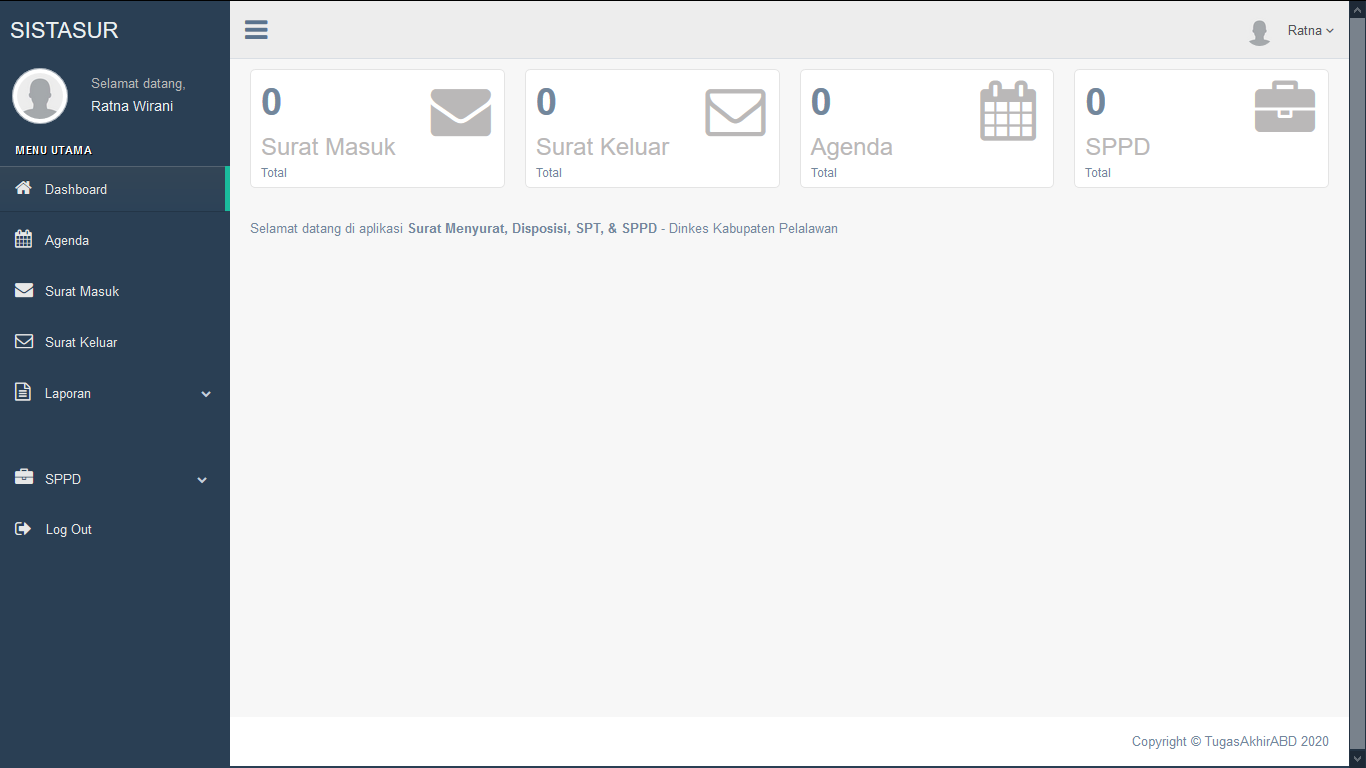 SISTASUR
Selamat datang,
Ratna Wirani
MENU UTAMA
Dashboard
Agenda
Surat Masuk
Surat Keluar
Laporan
SPPD
Log Out
Ratna
0
Surat Masuk
Total
0
Surat Keluar
Total
0
Agenda
Total
0
SPPD
Total
Selamat datang di aplikasi Surat Menyurat, Disposisi, SPT, & SPPD - Dinkes Kabupaten Pelalawan
Copyright © TugasAkhirABD 2020